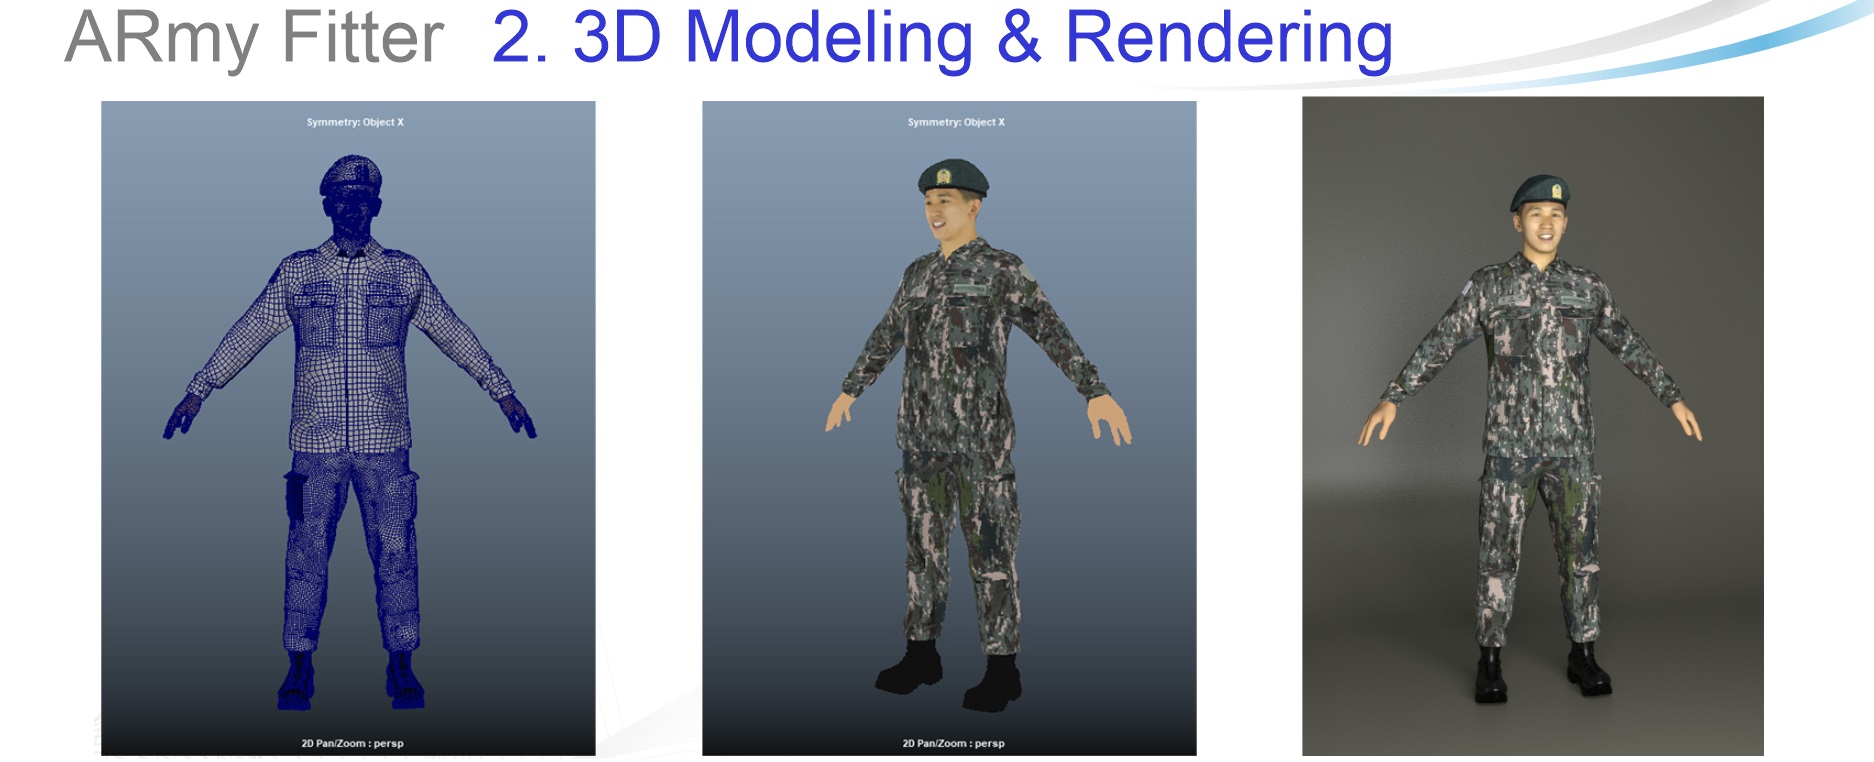 ARmy Fitter 2. 3D Modeling & Rendering
Symmetry: Object X
2D Pan/Zoom : persp
Symmetry: Object X
2D Pan/Zoom : persp